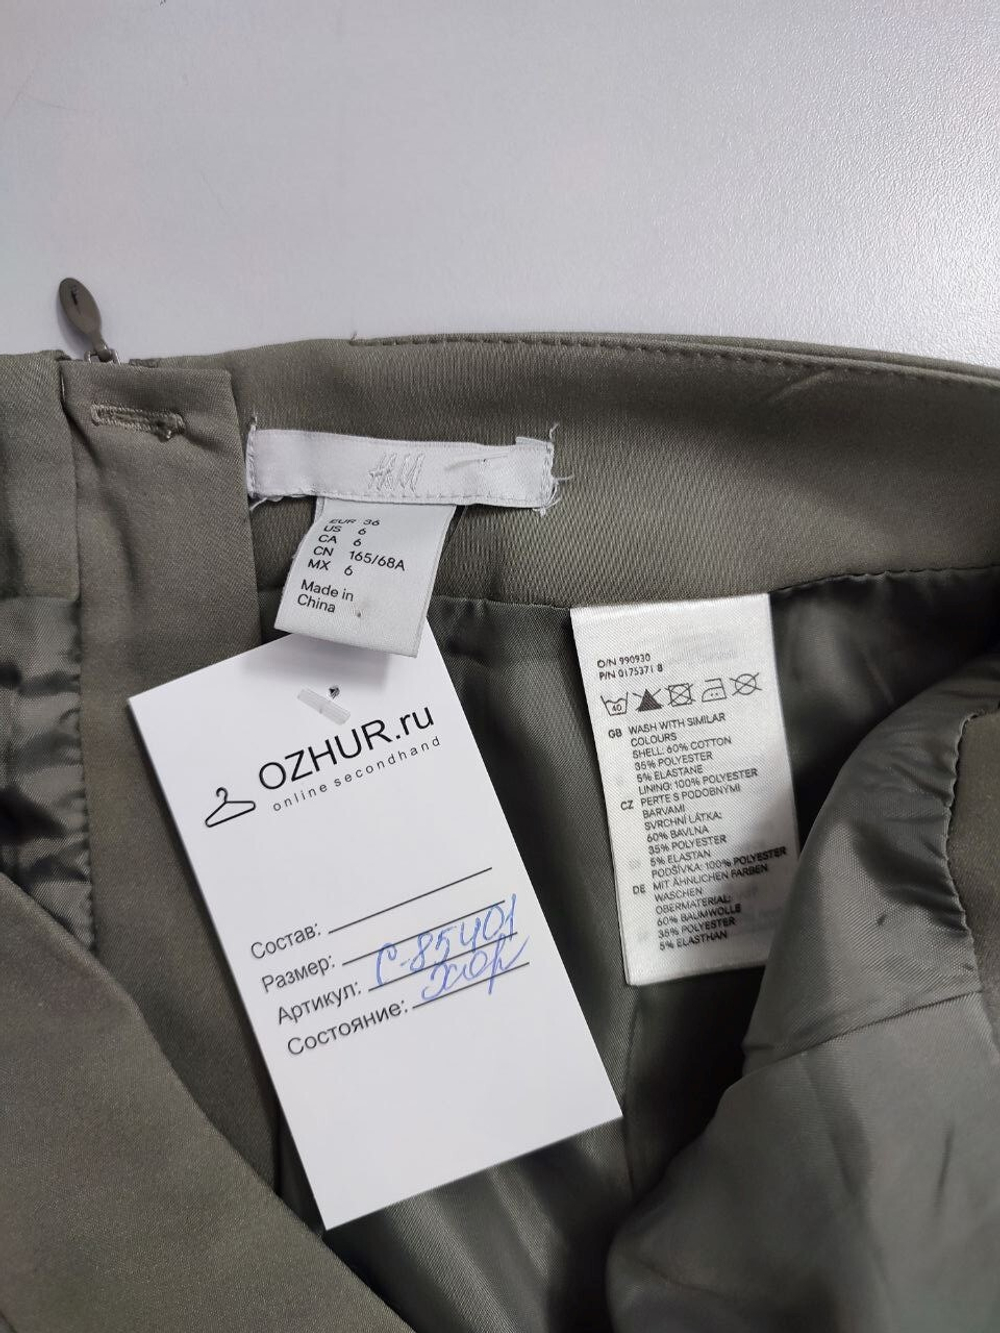 H&M
EUR 36
US 6
CA 6
CN 165/68A
MX 6
Made in
China
OZHUR.ru
online secondhand
Состав:
Размер:
Артикул: Р-85401
Состояние: хор
O/N 990930
P/N 0175371 8
40
GB WASH WITH SIMILAR
COLOURS
SHELL: 60% COTTON
35% POLYESTER
5% ELASTANE
LINING: 100% POLYESTER
CZ PERTE S PODOBNÝMI
BARVAMI
SVRCHNÍ LÁTKA:
60% BAVLNA
35% POLYESTER
5% ELASTAN
PODŠÍVKA: 100% POLYESTER
DE MIT ÄHNLICHEN FARBEN
WASCHEN
OBERMATERIAL:
60% BAUMWOLLE
35% POLYESTER
5% ELASTHAN